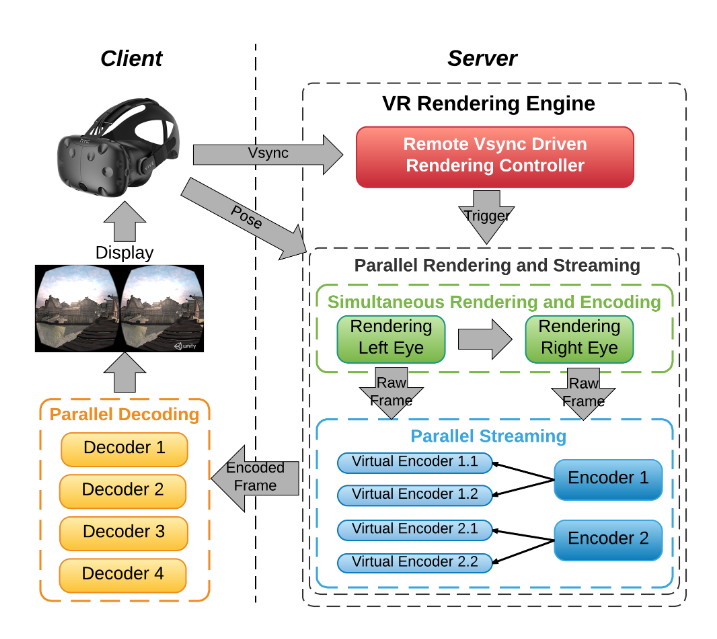 Client
Server
VR Rendering Engine
Remote Vsync Driven
Rendering Controller
Vsync
Trigger
Pose
Display
unity
Parallel Rendering and Streaming
Simultaneous Rendering and Encoding
Rendering
Left Eye
Rendering
Right Eye
Raw
Frame
Raw
Frame
Parallel Streaming
Virtual Encoder 1.1
Virtual Encoder 1.2
Virtual Encoder 2.1
Virtual Encoder 2.2
Encoder 1
Encoder 2
Encoded
Frame
Parallel Decoding
Decoder 1
Decoder 2
Decoder 3
Decoder 4